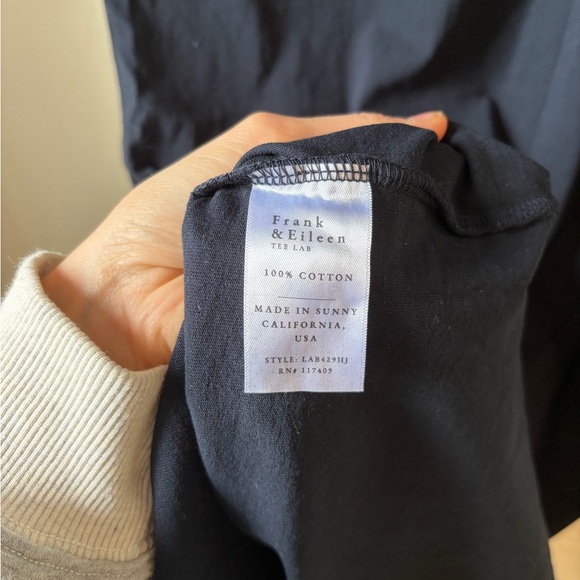 Frank
&Eileen
TEE LAB
100% COTTON
MADE IN SUNNY
CALIFORNIA,
USA
STYLE: LAB429HJ
RN# 117409